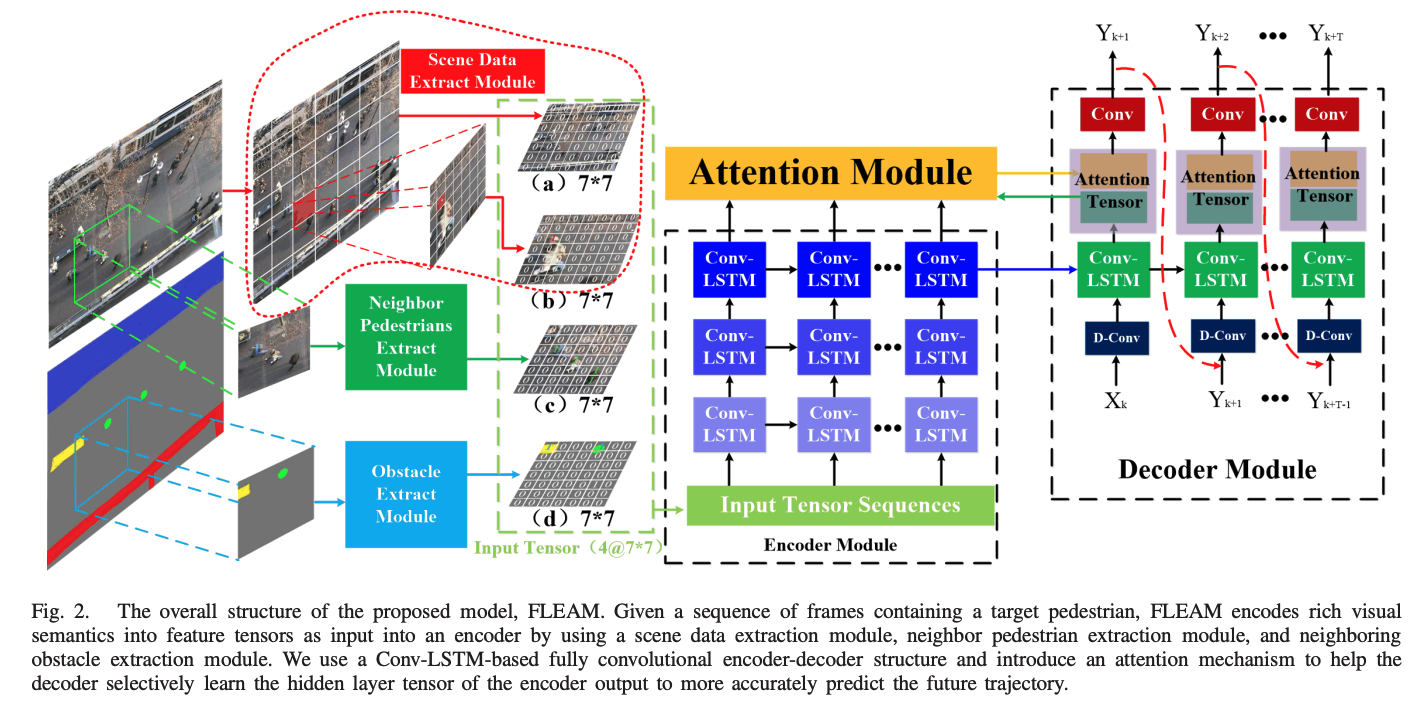 Scene Data
Extract Module
(a) 7*7
(b) 7*7
Neighbor
Pedestrians
Extract
Module
(c) 7*7
Obstacle
Extract
Module
(d) 7*7
Input Tensor (4@7*7)
Attention Module
Conv-
LSTM
Conv-
LSTM
•••
Conv-
LSTM
Conv-
LSTM
Conv-
LSTM
•••
Conv-
LSTM
Conv-
LSTM
Conv-
LSTM
•••
Conv-
LSTM
Input Tensor Sequences
Encoder Module
Yk+1 Yk+2 ••• Yk+T
Conv Conv ••• Conv
Attention
Tensor
Attention
Tensor
Attention
Tensor
Conv-
LSTM
Conv-
LSTM
•••
Conv-
LSTM
D-Conv D-Conv ••• D-Conv
Xk Yk+1 ••• Yk+T-1
Decoder Module
Fig. 2. The overall structure of the proposed model, FLEAM. Given a sequence of frames containing a target pedestrian, FLEAM encodes rich visual
semantics into feature tensors as input into an encoder by using a scene data extraction module, neighbor pedestrian extraction module, and neighboring
obstacle extraction module. We use a Conv-LSTM-based fully convolutional encoder-decoder structure and introduce an attention mechanism to help the
decoder selectively learn the hidden layer tensor of the encoder output to more accurately predict the future trajectory.